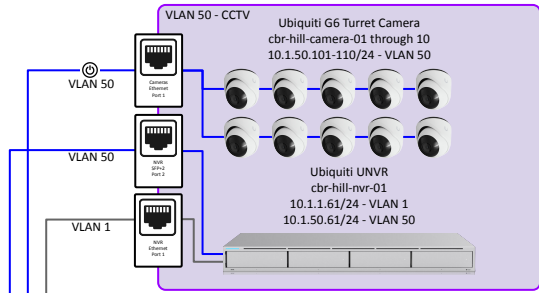 VLAN 50 - CCTV
Ubiquiti G6 Turret Camera
cbr-hill-camera-01 through 10
10.1.50.101-110/24 - VLAN 50
VLAN 50
Cameras
Ethernet
Port 1
VLAN 50
NVR
SFP+2
Port 2
Ubiquiti UNVR
cbr-hill-nvr-01
10.1.1.61/24 - VLAN 1
10.1.50.61/24 - VLAN 50
VLAN 1
NVR
Ethernet
Port 1